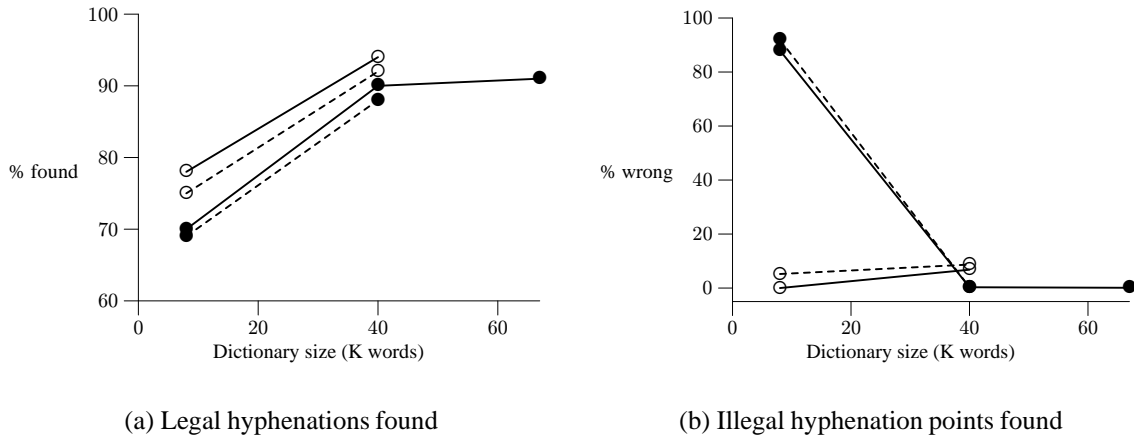 100
90
80
% found
70
60
0 20 40 60
Dictionary size (K words)
(a) Legal hyphenations found
100
80
60
% wrong
40
20
0
0 20 40 60
Dictionary size (K words)
(b) Illegal hyphenation points found